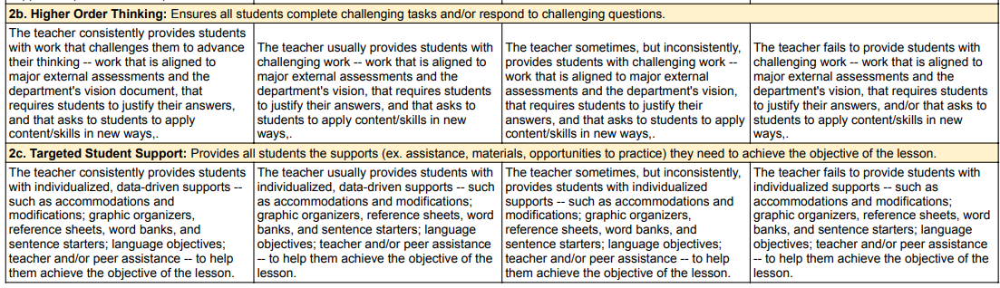 2b. Higher Order Thinking: Ensures all students complete challenging tasks and/or respond to challenging questions.
The teacher consistently provides students
with work that challenges them to advance
their thinking -- work that is aligned to
major external assessments and the
department's vision document, that
requires students to justify their answers,
and that asks to students to apply
content/skills in new ways,.
The teacher usually provides students with
challenging work -- work that is aligned to
major external assessments and the
department's vision, that requires students
to justify their answers, and that asks to
students to apply content/skills in new
ways,.
The teacher sometimes, but inconsistently,
provides students with challenging work --
work that is aligned to major external
assessments and the department's vision,
that requires students to justify their
answers, and that asks to students to apply
content/skills in new ways,.
The teacher fails to provide students with
challenging work -- work that is aligned to
major external assessments and the
department's vision, that requires students
to justify their answers, and/or that asks to
students to apply content/skills in new
ways,.
2c. Targeted Student Support: Provides all students the supports (ex. assistance, materials, opportunities to practice) they need to achieve the objective of the lesson.
The teacher consistently provides students
with individualized, data-driven supports --
such as accommodations and
modifications; graphic organizers,
reference sheets, word banks, and
sentence starters; language objectives;
teacher and/or peer assistance -- to help
them achieve the objective of the lesson.
The teacher usually provides students with
individualized, data-driven supports -- such
as accommodations and modifications;
graphic organizers, reference sheets, word
banks, and sentence starters; language
objectives; teacher and/or peer assistance
-- to help them achieve the objective of the
lesson.
The teacher sometimes, but inconsistently,
provides students with individualized
supports -- such as accommodations and
modifications; graphic organizers,
reference sheets, word banks, and
sentence starters; language objectives;
teacher and/or peer assistance -- to help
them achieve the objective of the lesson.
The teacher fails to provide students with
individualized supports -- such as
accommodations and modifications;
graphic organizers, reference sheets, word
banks, and sentence starters; language
objectives; teacher and/or peer assistance
-- to help them achieve the objective of the
lesson.